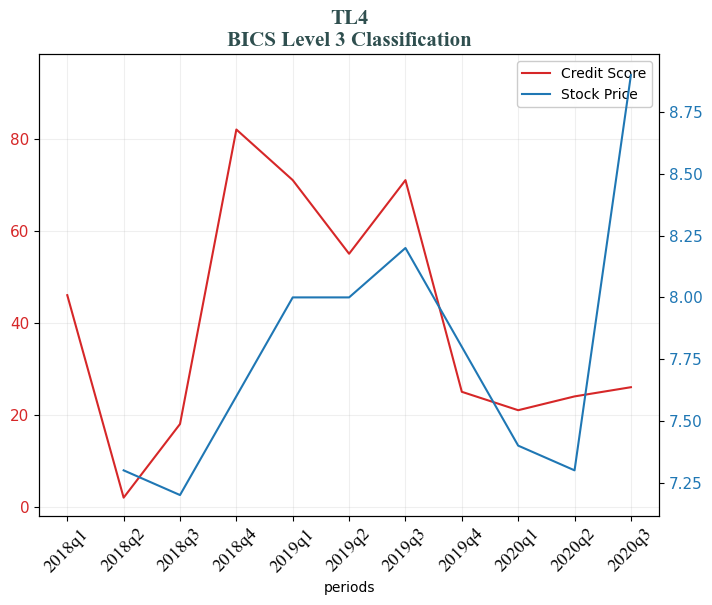 TL4
BICS Level 3 Classification
Credit Score
Stock Price
80
60
40
20
0
8.75
8.50
8.25
8.00
7.75
7.50
7.25
2018q1
2018q2
2018q3
2018q4
2019q1
2019q2
2019q3
2019q4
2020q1
2020q2
2020q3
periods